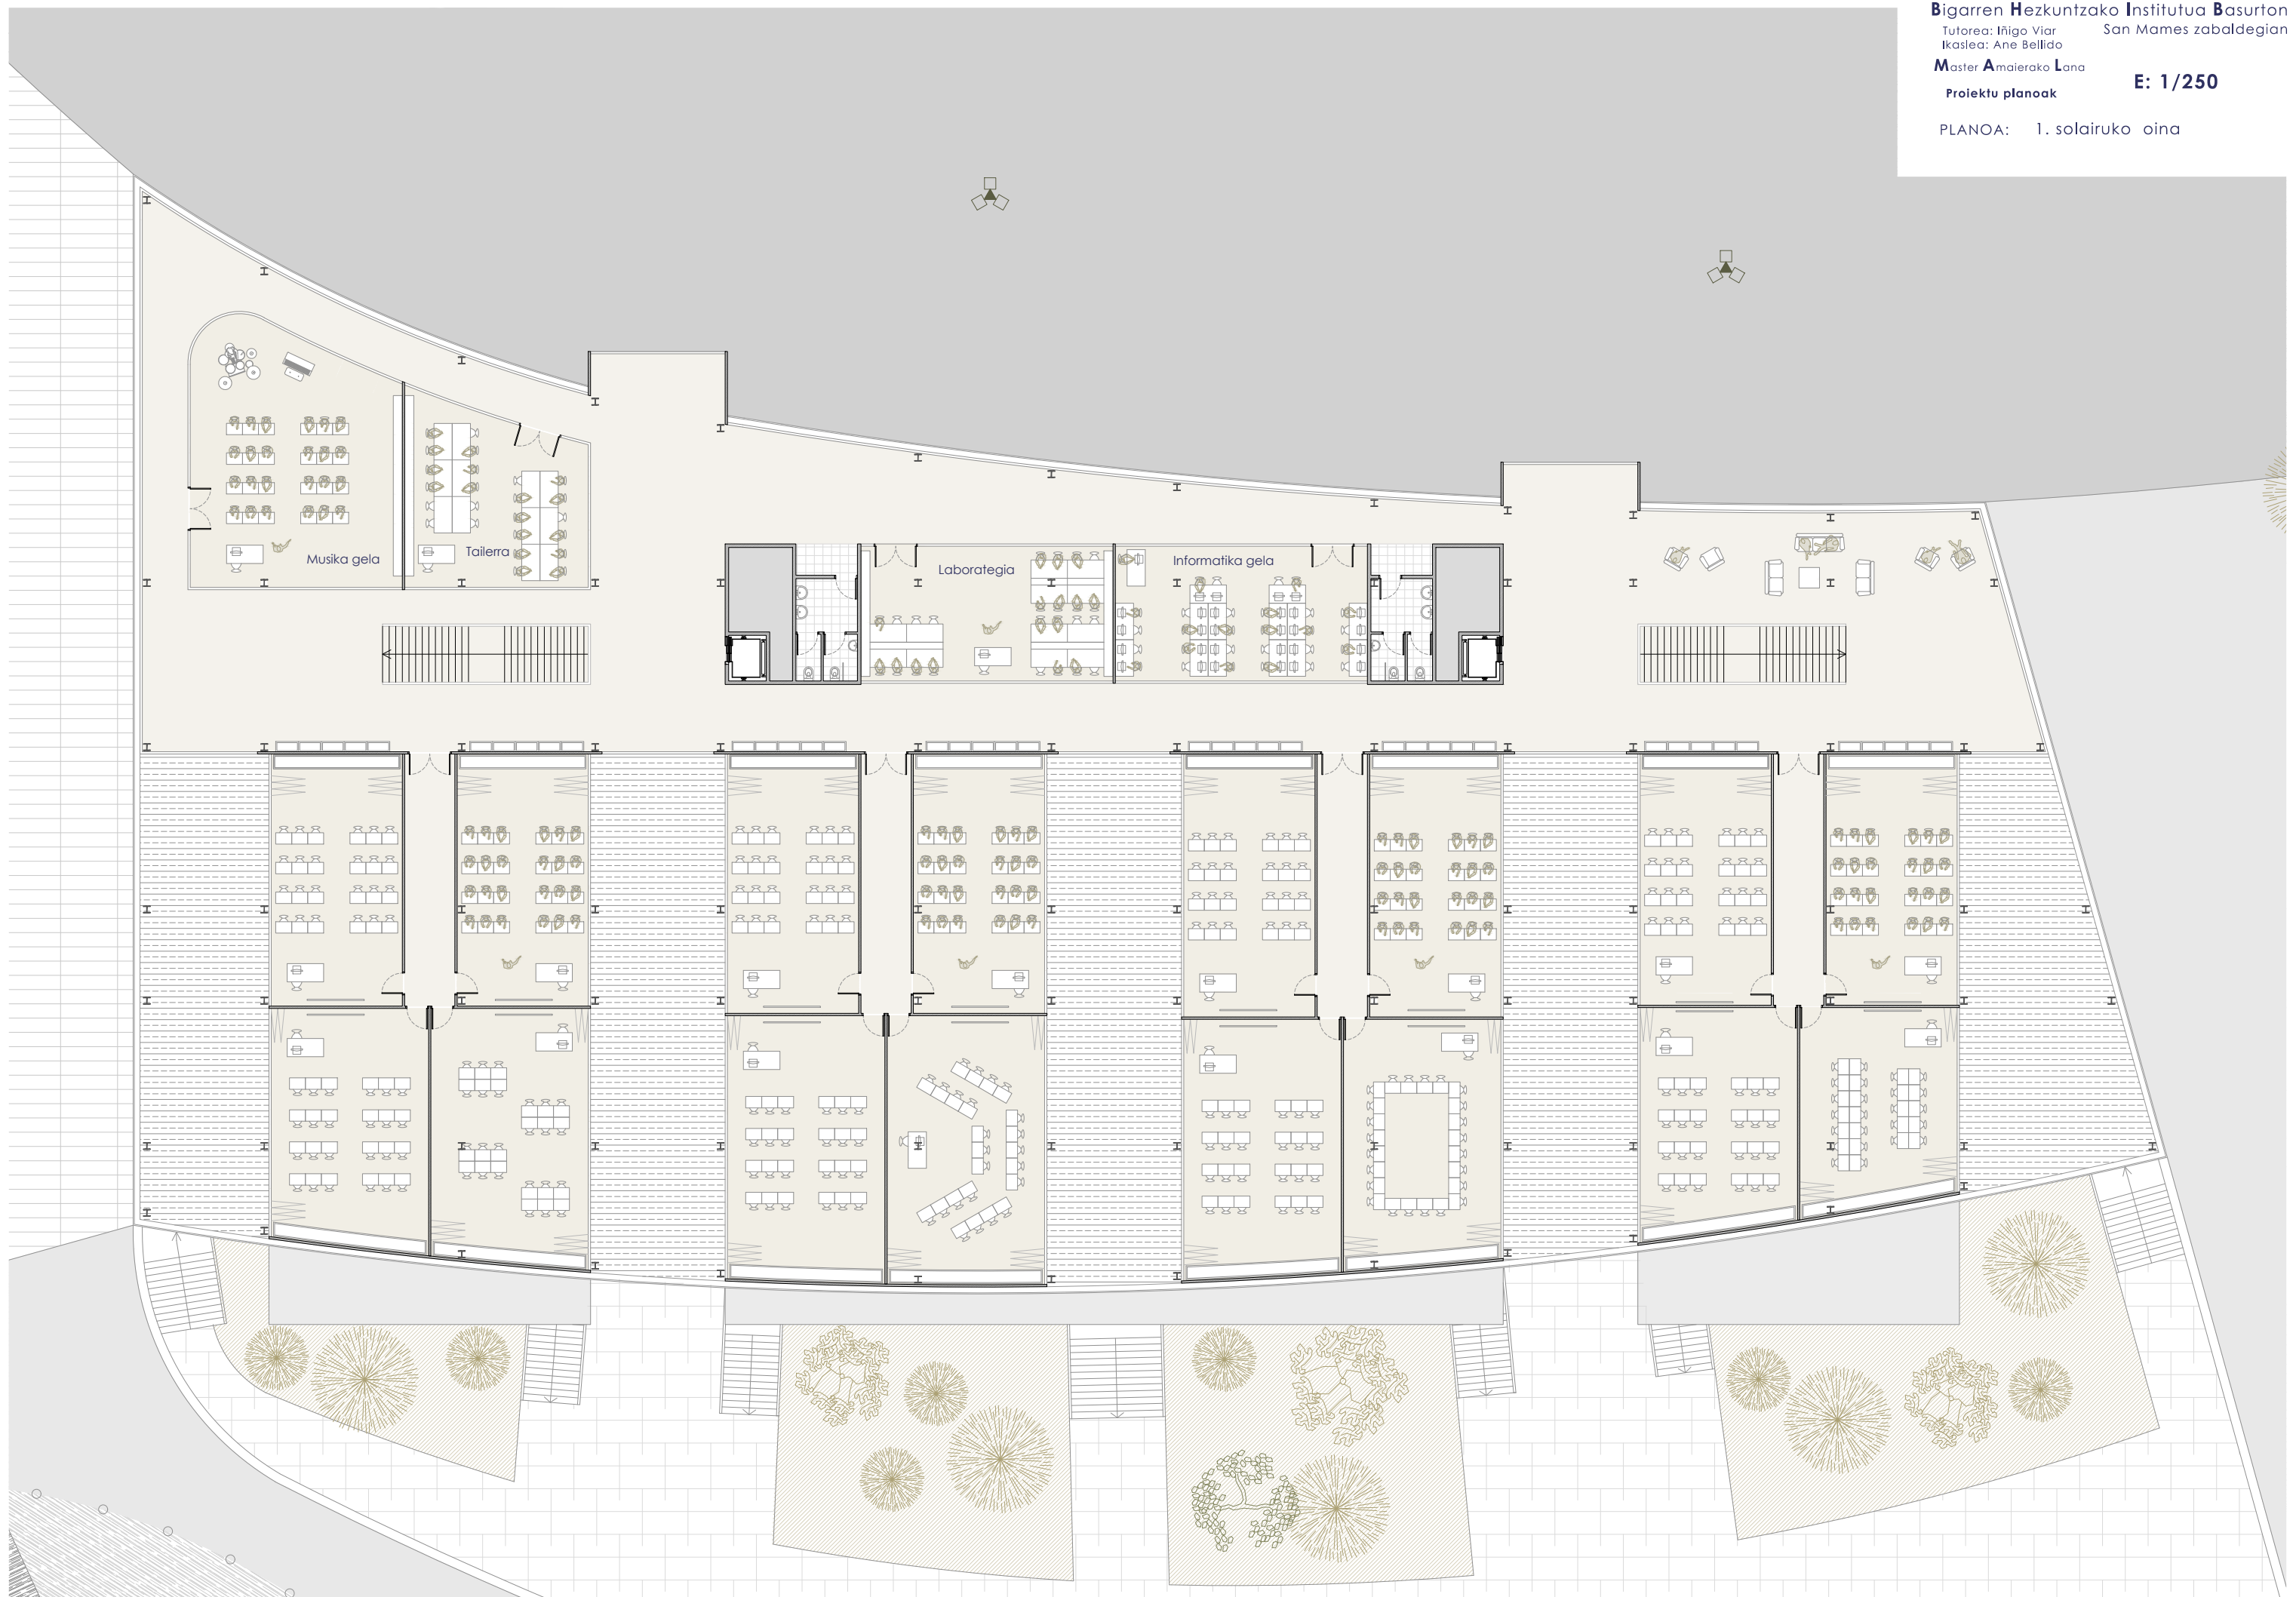 Bigarren Hezkuntzako Institutua Basurton
Tutorea: Iñigo Viar San Mames zabaldegian
Ikaslea: Ane Bellido
Master Amaierako Lana
E: 1/250
Proiektu planoak
PLANOA: 1. solairuko oina
Musika gela
Tailerra
Laborategia
Informatika gela